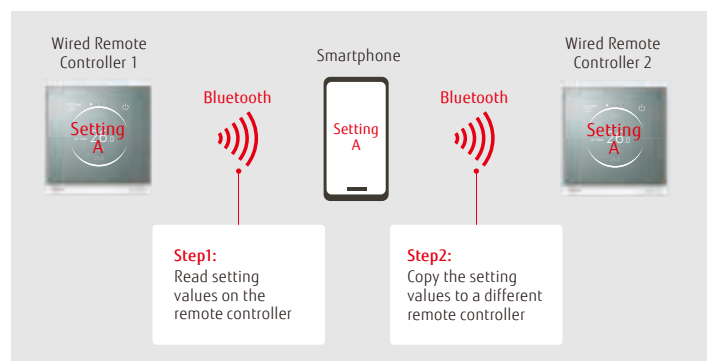 Wired Remote
Controller 1
Smartphone
Wired Remote
Controller 2
Bluetooth
Bluetooth
Setting
A
Setting
A
Setting
A
Step1:
Read setting
values on the
remote controller
Step2:
Copy the setting
values to a different
remote controller